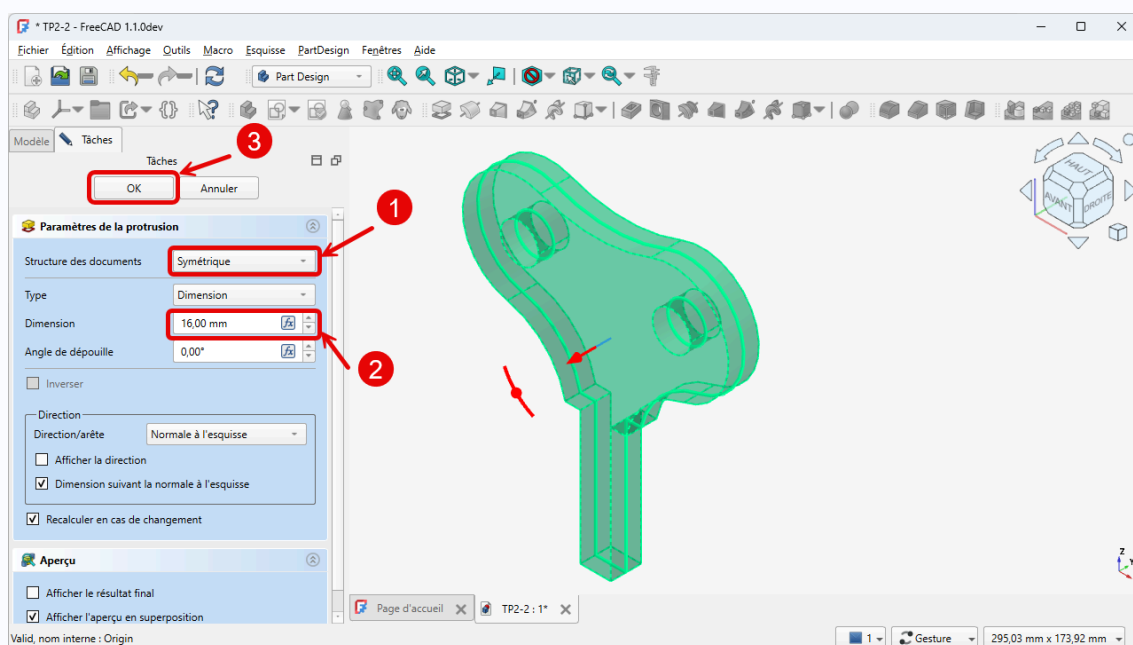 * TP2-2 - FreeCAD 1.1.0dev
Fichier Édition Affichage Outils Macro Esquisse PartDesign Fenêtres Aide
Part Design
Modèle Tâches
3
Tâches
OK Annuler
1
Paramètres de la protrusion
Structure des documents Symétrique
Type Dimension
Dimension 16,00 mm
2
Angle de dépouille 0,00°
Inverser
Direction
Direction/arête Normale à l'esquisse
Afficher la direction
Dimension suivant la normale à l'esquisse
Recalculer en cas de changement
Aperçu
Afficher le résultat final
Afficher l'aperçu en superposition
HAUT
AVANT DROITE
Z
Y
Page d'accueil TP2-2 : 1*
Valid, nom interne : Origin
1 Gesture 295,03 mm x 173,92 mm